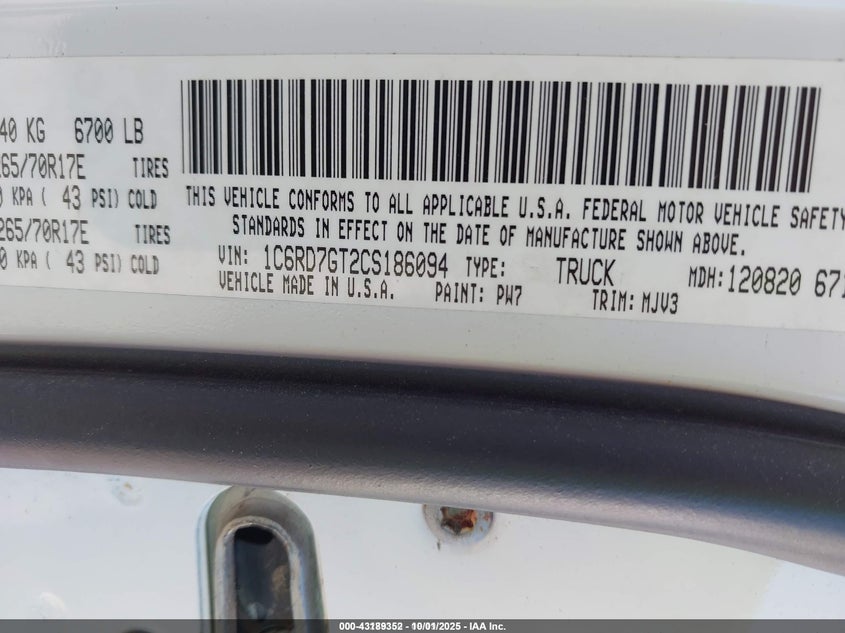 40 KG 6700 LB
265/70R17E TIRES
0 KPA ( 43 PSI) COLD
265/70R17E TIRES
0 KPA ( 43 PSI) COLD
THIS VEHICLE CONFORMS TO ALL APPLICABLE U.S.A. FEDERAL MOTOR VEHICLE SAFETY
STANDARDS IN EFFECT ON THE DATE OF MANUFACTURE SHOWN ABOVE.
VIN: 1C6RD7GT2CS186094 TYPE: TRUCK MDH: 120820 671
VEHICLE MADE IN U.S.A. PAINT: PW7 TRIM: MJV3
000-43189352 - 10/01/2025 - IAA Inc.